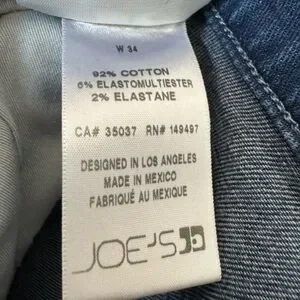 W 34
92% COTTON
6% ELASTOMULTIESTER
2% ELASTANE
CA# 35037 RN# 149497
DESIGNED IN LOS ANGELES
MADE IN MEXICO
FABRIQUÉ AU MEXIQUE
JOE'S